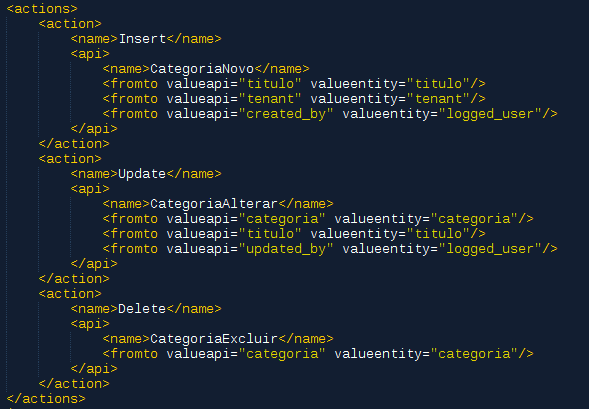 <actions>
    <action>
        <name>Insert</name>
        <api>
            <name>CategoriaNovo</name>
            <fromto valueapi="titulo" valueentity="titulo"/>
            <fromto valueapi="tenant" valueentity="tenant"/>
            <fromto valueapi="created_by" valueentity="logged_user"/>
        </api>
    </action>
    <action>
        <name>Update</name>
        <api>
            <name>CategoriaAlterar</name>
            <fromto valueapi="categoria" valueentity="categoria"/>
            <fromto valueapi="titulo" valueentity="titulo"/>
            <fromto valueapi="updated_by" valueentity="logged_user"/>
        </api>
    </action>
    <action>
        <name>Delete</name>
        <api>
            <name>CategoriaExcluir</name>
            <fromto valueapi="categoria" valueentity="categoria"/>
        </api>
    </action>
</actions>